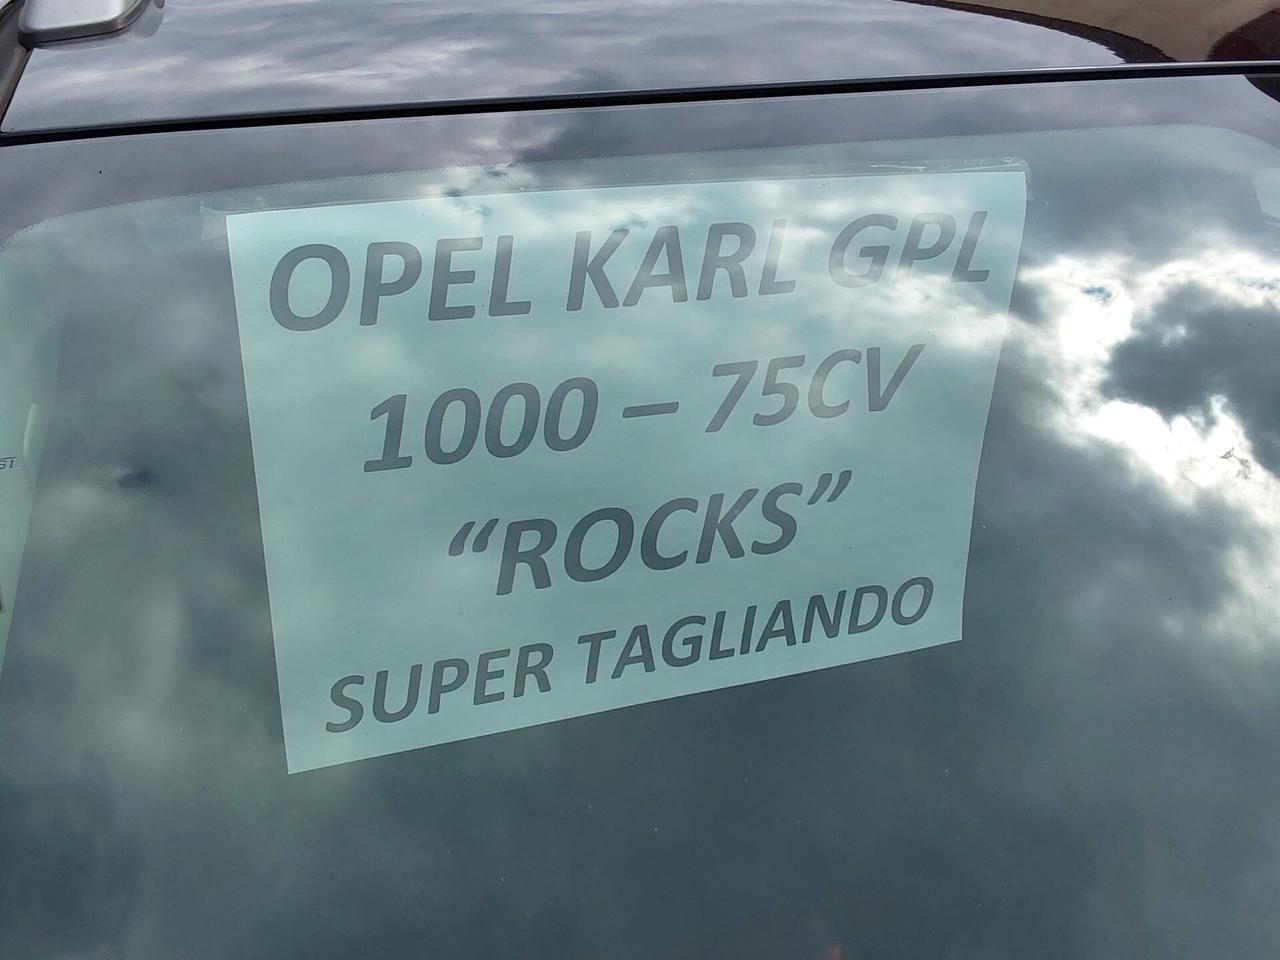 OPEL KARL GPL
1000 – 75CV
“ROCKS”
SUPER TAGLIANDO